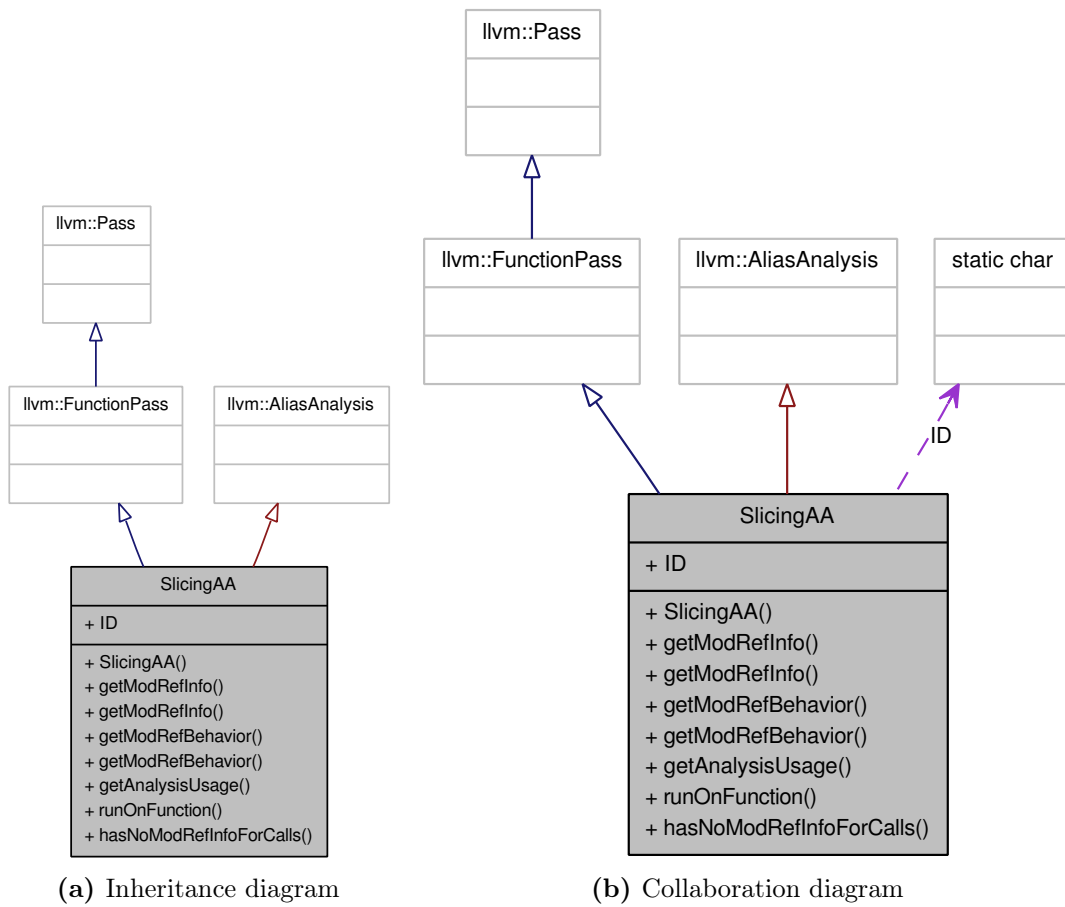 llvm::Pass
llvm::FunctionPass
llvm::AliasAnalysis
SlicingAA
+ ID
+ SlicingAA()
+ getModRefInfo()
+ getModRefInfo()
+ getModRefBehavior()
+ getModRefBehavior()
+ getAnalysisUsage()
+ runOnFunction()
+ hasNoModRefInfoForCalls()
(a) Inheritance diagram
llvm::Pass
llvm::FunctionPass
llvm::AliasAnalysis
static char
ID
SlicingAA
+ ID
+ SlicingAA()
+ getModRefInfo()
+ getModRefInfo()
+ getModRefBehavior()
+ getModRefBehavior()
+ getAnalysisUsage()
+ runOnFunction()
+ hasNoModRefInfoForCalls()
(b) Collaboration diagram